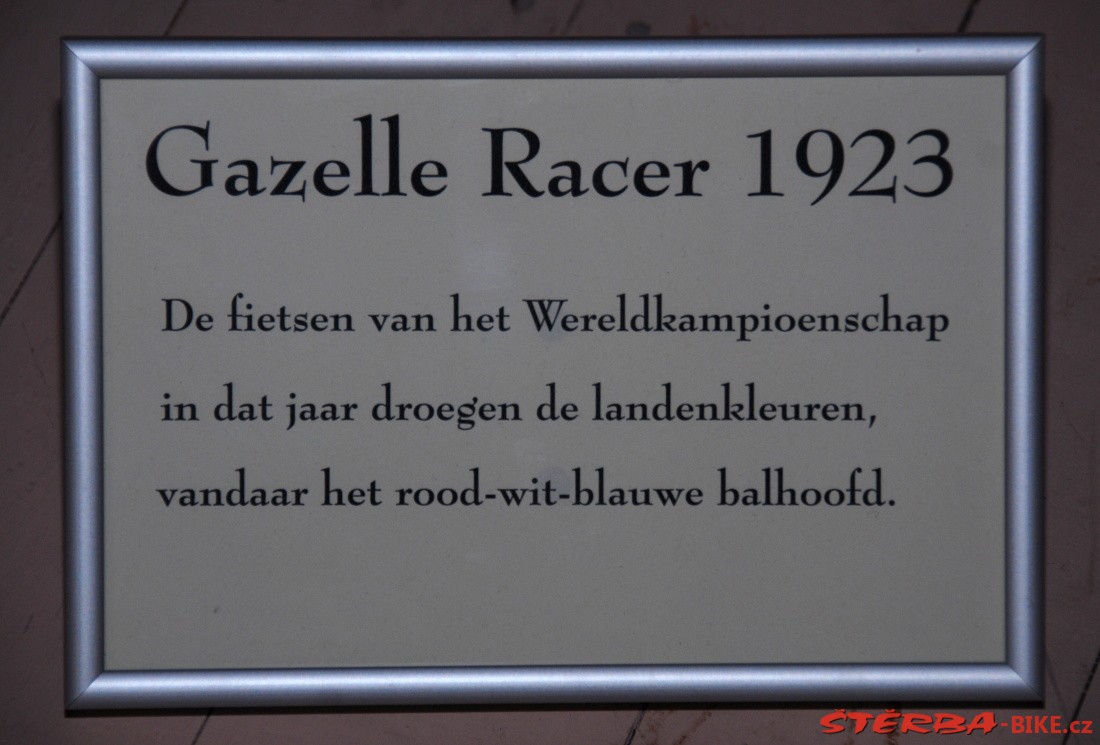 Gazelle Racer 1923
De fietsen van het Wereldkampioenschap
in dat jaar droegen de landenkleuren,
vandaar het rood-wit-blauwe balhoofd.
ŠTĚRBA-BIKE.cz